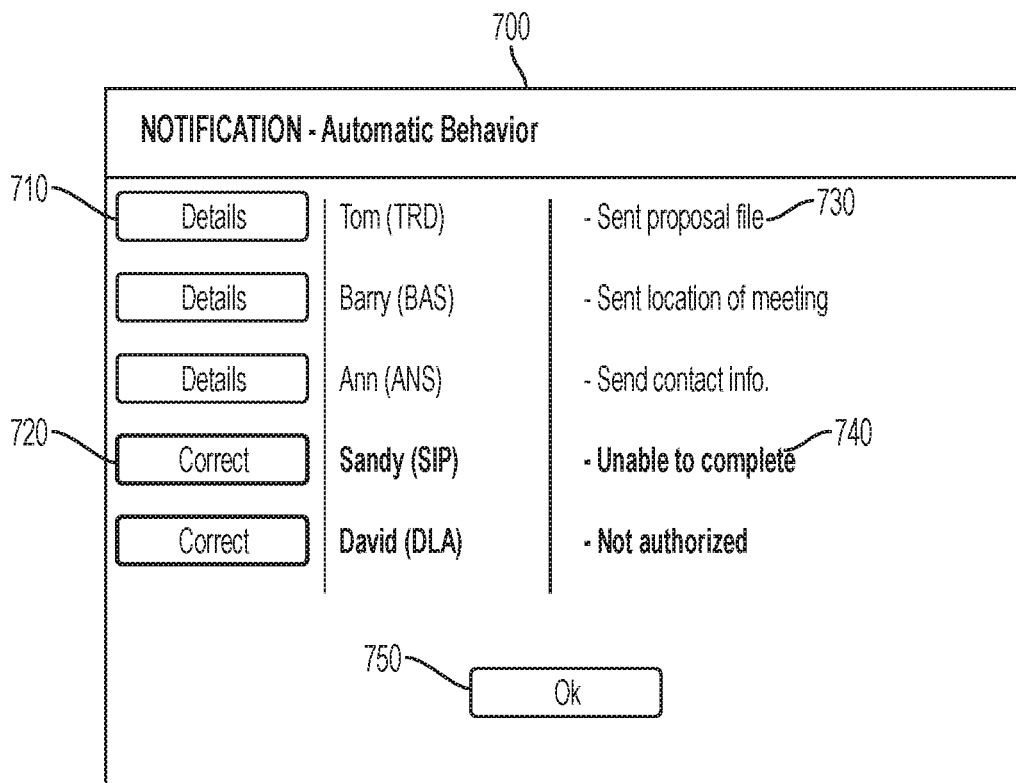 700
NOTIFICATION - Automatic Behavior
710 Details Tom (TRD) - Sent proposal file 730
Details Barry (BAS) - Sent location of meeting
Details Ann (ANS) - Send contact info.
720 Correct Sandy (SIP) - Unable to complete 740
Correct David (DLA) - Not authorized
750 Ok